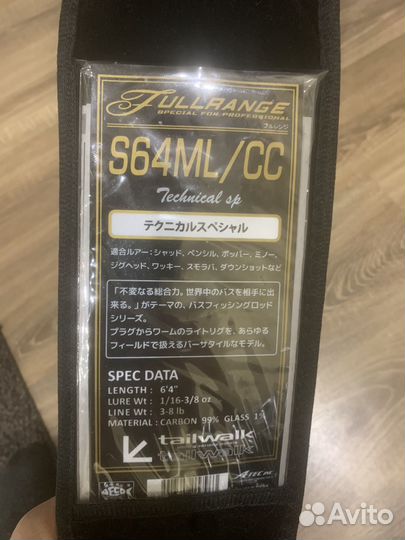 FULLRANGE
SPECIAL FOR PROFESSIONAL
フルレンジ
S64ML/CC
Technical sp
テクニカルスペシャル
適合ルアー：シャッド、ペンシル、ポッパー、ミノー、
ジグヘッド、ワッキー、スモラバ、ダウンショットなど
「不変なる総合力。世界中のバスを相手に出
来る。」がテーマの、バスフィッシングロッド
シリーズ。
プラグからワームのライトリグを、あらゆる
フィールドで扱えるバーサタイルなモデル。
SPEC DATA
LENGTH : 6'4"
LURE Wt : 1/16-3/8 oz
LINE Wt : 3-8 lb
MATERIAL : CARBON 99% GLASS 1%
tailwalk
tailwalk
Avito